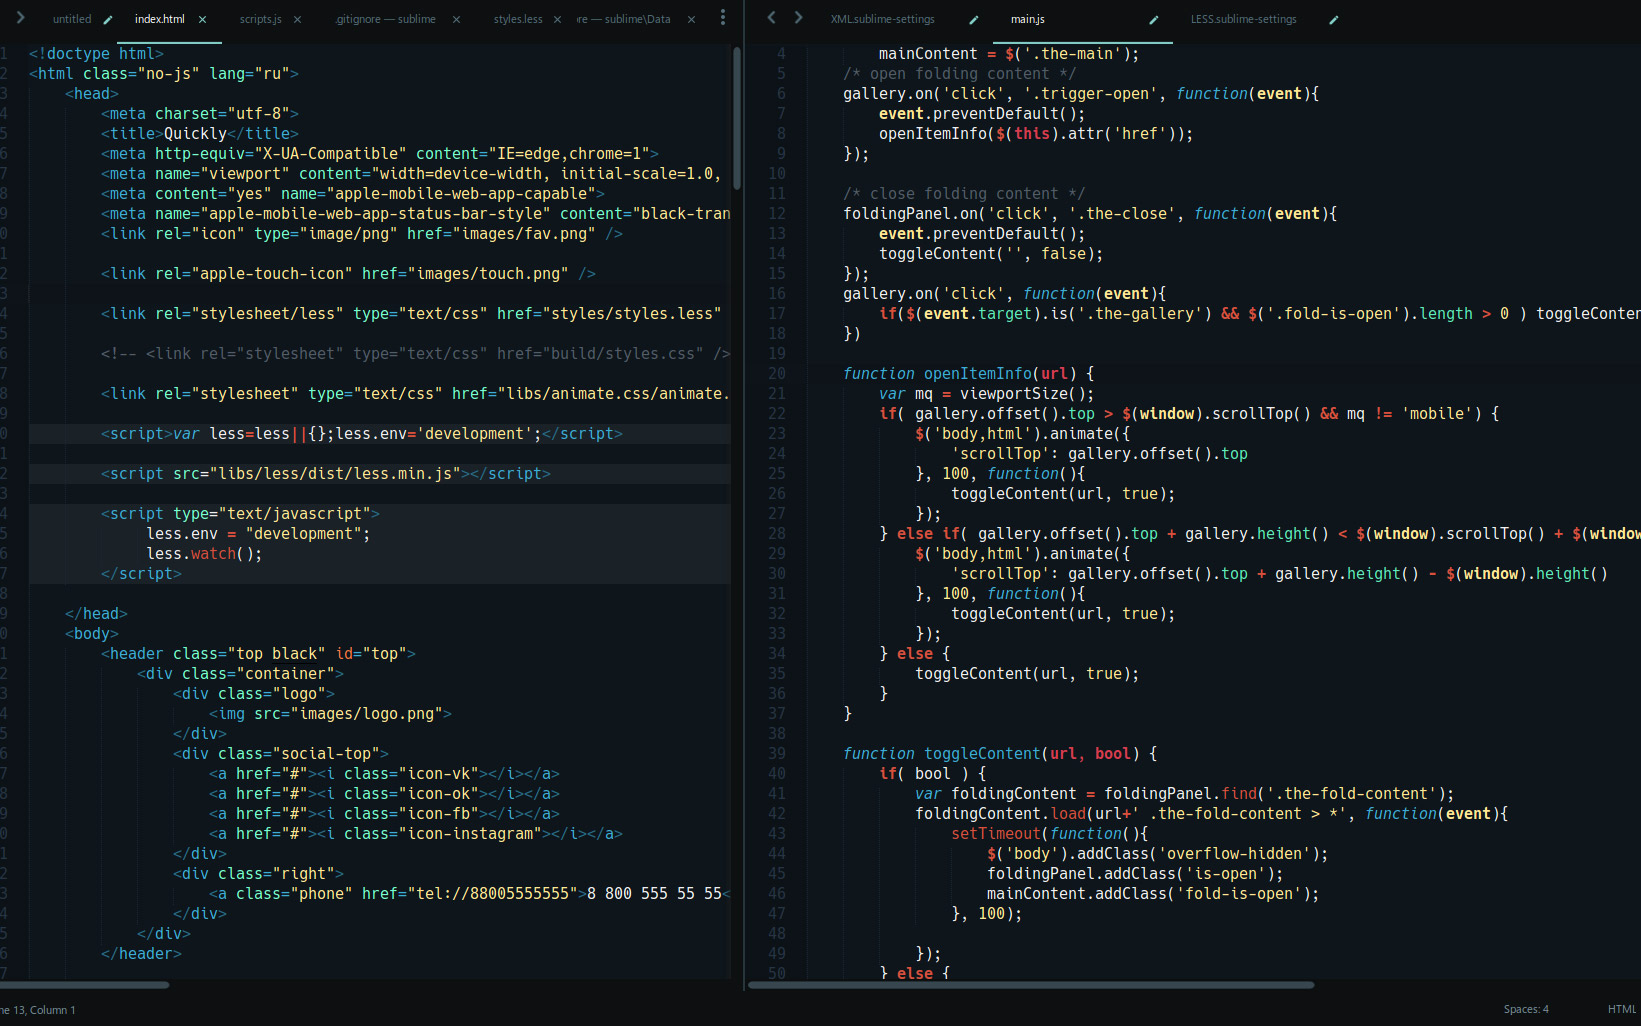 untitled index.html scripts.js .gitignore — sublime styles.less ore — sublime\Data
1 <!doctype html>
2 <html class="no-js" lang="ru">
3 <head>
4 <meta charset="utf-8">
5 <title>Quickly</title>
6 <meta http-equiv="X-UA-Compatible" content="IE=edge,chrome=1">
7 <meta name="viewport" content="width=device-width, initial-scale=1.0,
8 <meta content="yes" name="apple-mobile-web-app-capable">
9 <meta name="apple-mobile-web-app-status-bar-style" content="black-tran
0 <link rel="icon" type="image/png" href="images/fav.png" />
1
2 <link rel="apple-touch-icon" href="images/touch.png" />
3
4 <link rel="stylesheet/less" type="text/css" href="styles/styles.less"
5
6 <!-- <link rel="stylesheet" type="text/css" href="build/styles.css" />
7
8 <link rel="stylesheet" type="text/css" href="libs/animate.css/animate.
9
0 <script>var less=less||{};less.env='development';</script>
1
2 <script src="libs/less/dist/less.min.js"></script>
3
4 <script type="text/javascript">
5 less.env = "development";
6 less.watch();
7 </script>
8
9 </head>
0 <body>
1 <header class="top black" id="top">
2 <div class="container">
3 <div class="logo">
4 <img src="images/logo.png">
5 </div>
6 <div class="social-top">
7 <a href="#"><i class="icon-vk"></i></a>
8 <a href="#"><i class="icon-ok"></i></a>
9 <a href="#"><i class="icon-fb"></i></a>
0 <a href="#"><i class="icon-instagram"></i></a>
1 </div>
2 <div class="right">
3 <a class="phone" href="tel://88005555555">8 800 555 55 55<
4 </div>
5 </div>
6 </header>
7
XML.sublime-settings main.js LESS.sublime-settings
4 mainContent = $('.the-main');
5 /* open folding content */
6 gallery.on('click', '.trigger-open', function(event){
7 event.preventDefault();
8 openItemInfo($(this).attr('href'));
9 });
10
11 /* close folding content */
12 foldingPanel.on('click', '.the-close', function(event){
13 event.preventDefault();
14 toggleContent('', false);
15 });
16 gallery.on('click', function(event){
17 if($(event.target).is('.the-gallery') && $('.fold-is-open').length > 0 ) toggleConten
18 })
19
20 function openItemInfo(url) {
21 var mq = viewportSize();
22 if( gallery.offset().top > $(window).scrollTop() && mq != 'mobile') {
23 $('body,html').animate({
24 'scrollTop': gallery.offset().top
25 }, 100, function(){
26 toggleContent(url, true);
27 });
28 } else if( gallery.offset().top + gallery.height() < $(window).scrollTop() + $(window
29 $('body,html').animate({
30 'scrollTop': gallery.offset().top + gallery.height() - $(window).height()
31 }, 100, function(){
32 toggleContent(url, true);
33 });
34 } else {
35 toggleContent(url, true);
36 }
37 }
38
39 function toggleContent(url, bool) {
40 if( bool ) {
41 var foldingContent = foldingPanel.find('.the-fold-content');
42 foldingContent.load(url+' .the-fold-content > *', function(event){
43 setTimeout(function(){
44 $('body').addClass('overflow-hidden');
45 foldingPanel.addClass('is-open');
46 mainContent.addClass('fold-is-open');
47 }, 100);
48
49 });
50 } else {
ne 13, Column 1 Spaces: 4 HTML